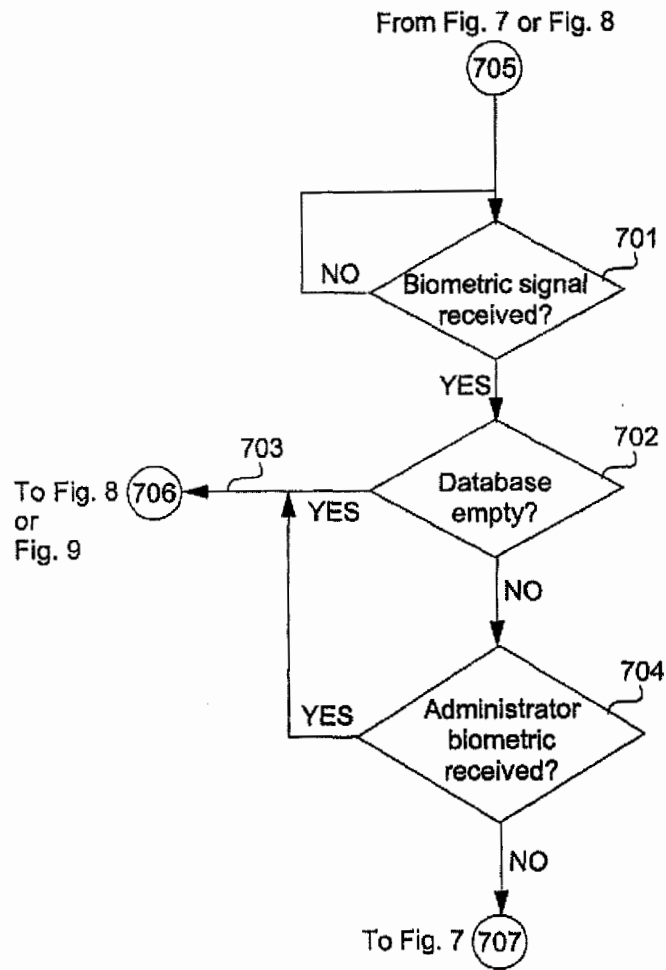 From Fig. 7 or Fig. 8
705
701
NO
Biometric signal
received?
YES
703
702
To Fig. 8
or
Fig. 9
706
YES
Database
empty?
NO
704
YES
Administrator
biometric
received?
NO
To Fig. 7
707